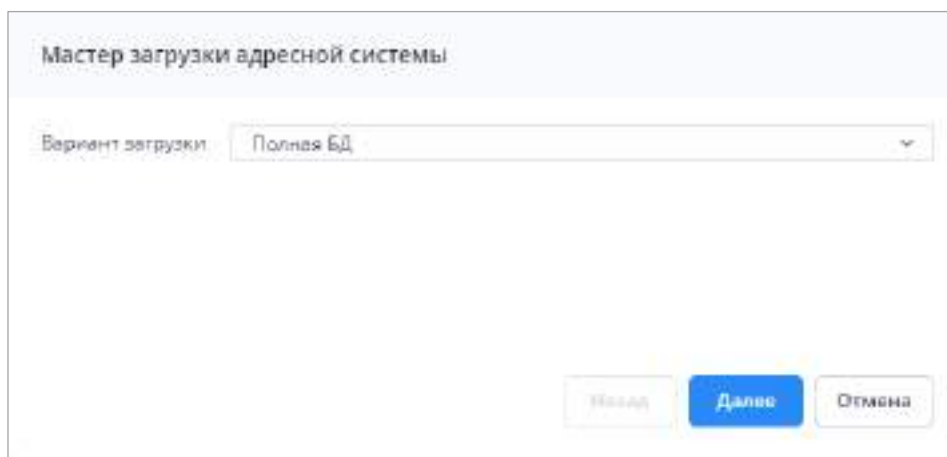 Мастер загрузки адресной системы
Вариант загрузки Полная БД
Назад Далее Отмена